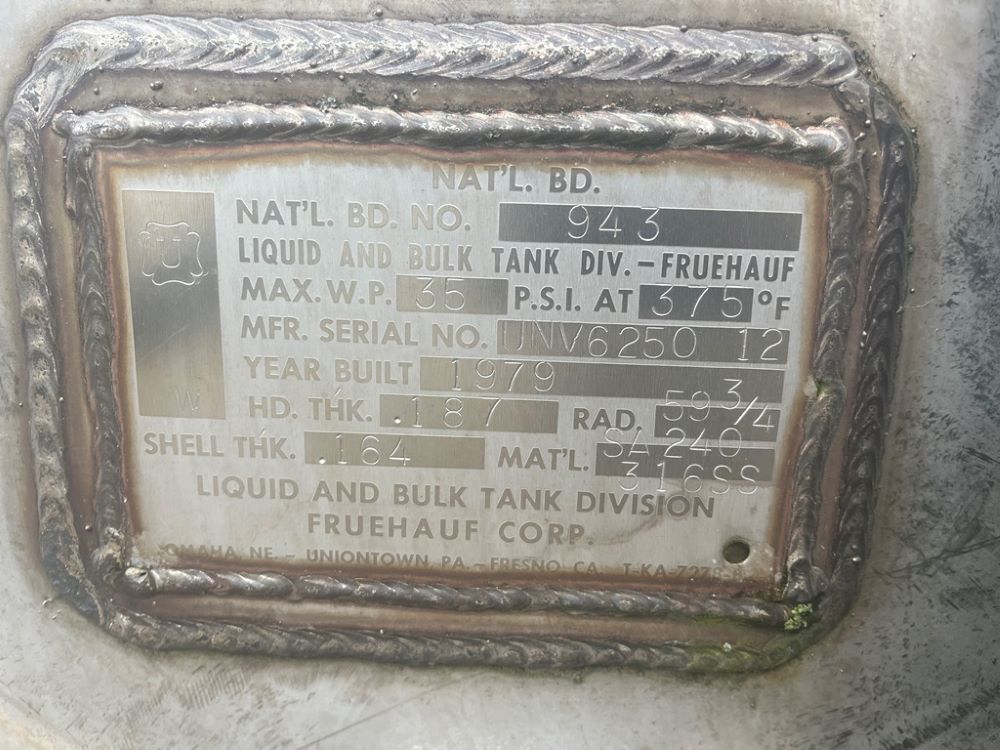 NAT'L. BD.
U
NAT'L. BD. NO. 943
LIQUID AND BULK TANK DIV.-FRUEHAUF
MAX. W.P. 35 P.S.I. AT 375 °F
MFR. SERIAL NO. UNV6250 12
YEAR BUILT 1979
W
HD. THK. .187 RAD. 59 3/4
SHELL THK. .164 MAT'L. SA 240
316SS
LIQUID AND BULK TANK DIVISION
FRUEHAUF CORP.
OMAHA, NE. - UNIONTOWN, PA. - FRESNO, CA.